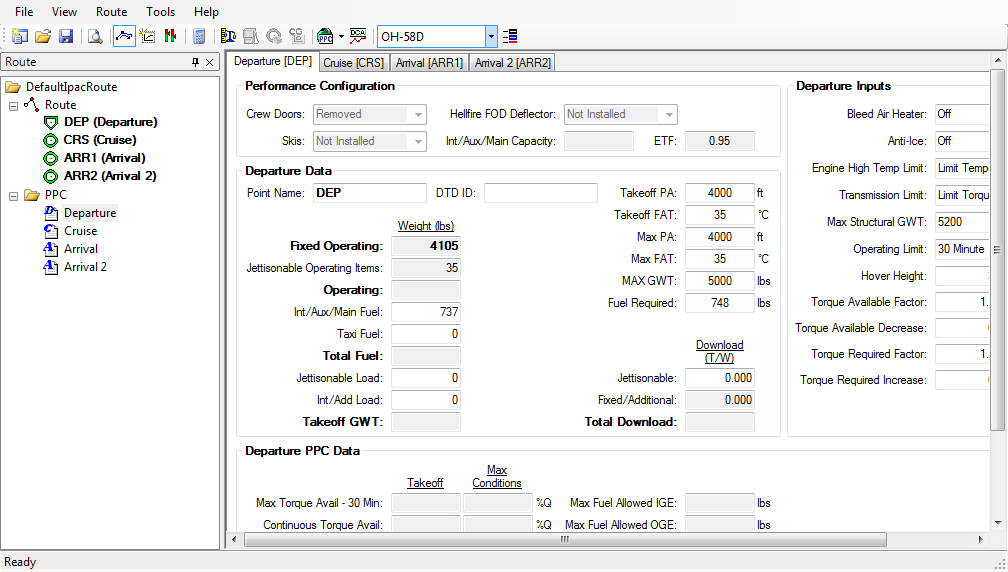 File View Route Tools Help
PPC DOA OH-58D
Route
DefaultIpacRoute
Route
DEP (Departure)
CRS (Cruise)
ARR1 (Arrival)
ARR2 (Arrival 2)
PPC
Departure
Cruise
Arrival
Arrival 2
Departure [DEP] Cruise [CRS] Arrival [ARR1] Arrival 2 [ARR2]
Performance Configuration
Crew Doors: Removed Hellfire FOD Deflector: Not Installed
Skis: Not Installed Int/Aux/Main Capacity: ETF: 0.95
Departure Data
Point Name: DEP DTD ID: Takeoff PA: 4000 ft
Takeoff FAT: 35 °C
Weight (lbs) Max PA: 4000 ft
Fixed Operating: 4105 Max FAT: 35 °C
Jettisonable Operating Items: 35 MAX GWT: 5000 lbs
Operating: Fuel Required: 748 lbs
Int/Aux/Main Fuel: 737
Taxi Fuel: 0
Total Fuel: Download
(T/W)
Jettisonable Load: 0 Jettisonable: 0.000
Int/Add Load: 0 Fixed/Additional: 0.000
Takeoff GWT: Total Download:
Departure PPC Data
Takeoff Max
Conditions
Max Torque Avail - 30 Min: %Q Max Fuel Allowed IGE: lbs
Continuous Torque Avail: %Q Max Fuel Allowed OGE: lbs
Departure Inputs
Bleed Air Heater: Off
Anti-Ice: Off
Engine High Temp Limit: Limit Temp
Transmission Limit: Limit Torqu
Max Structural GWT: 5200
Operating Limit: 30 Minute
Hover Height:
Torque Available Factor: 1.
Torque Available Decrease:
Torque Required Factor: 1.
Torque Required Increase:
Ready